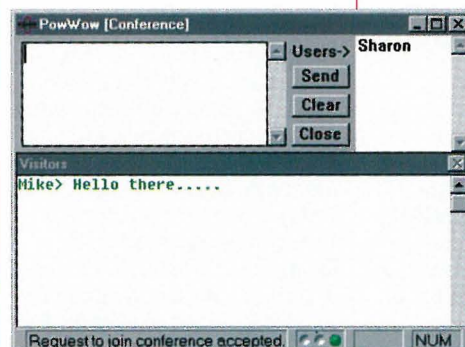 PowWow [Conference]
Users->
Sharon
Send
Clear
Close
Visitors
Mike> Hello there.....
Request to join conference accepted.
NUM